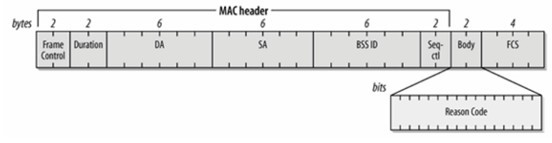 MAC header
bytes 2 2 6 6 6 2 2 4
Frame Control Duration DA SA BSS ID Seq-ctl Body FCS
bits
Reason Code